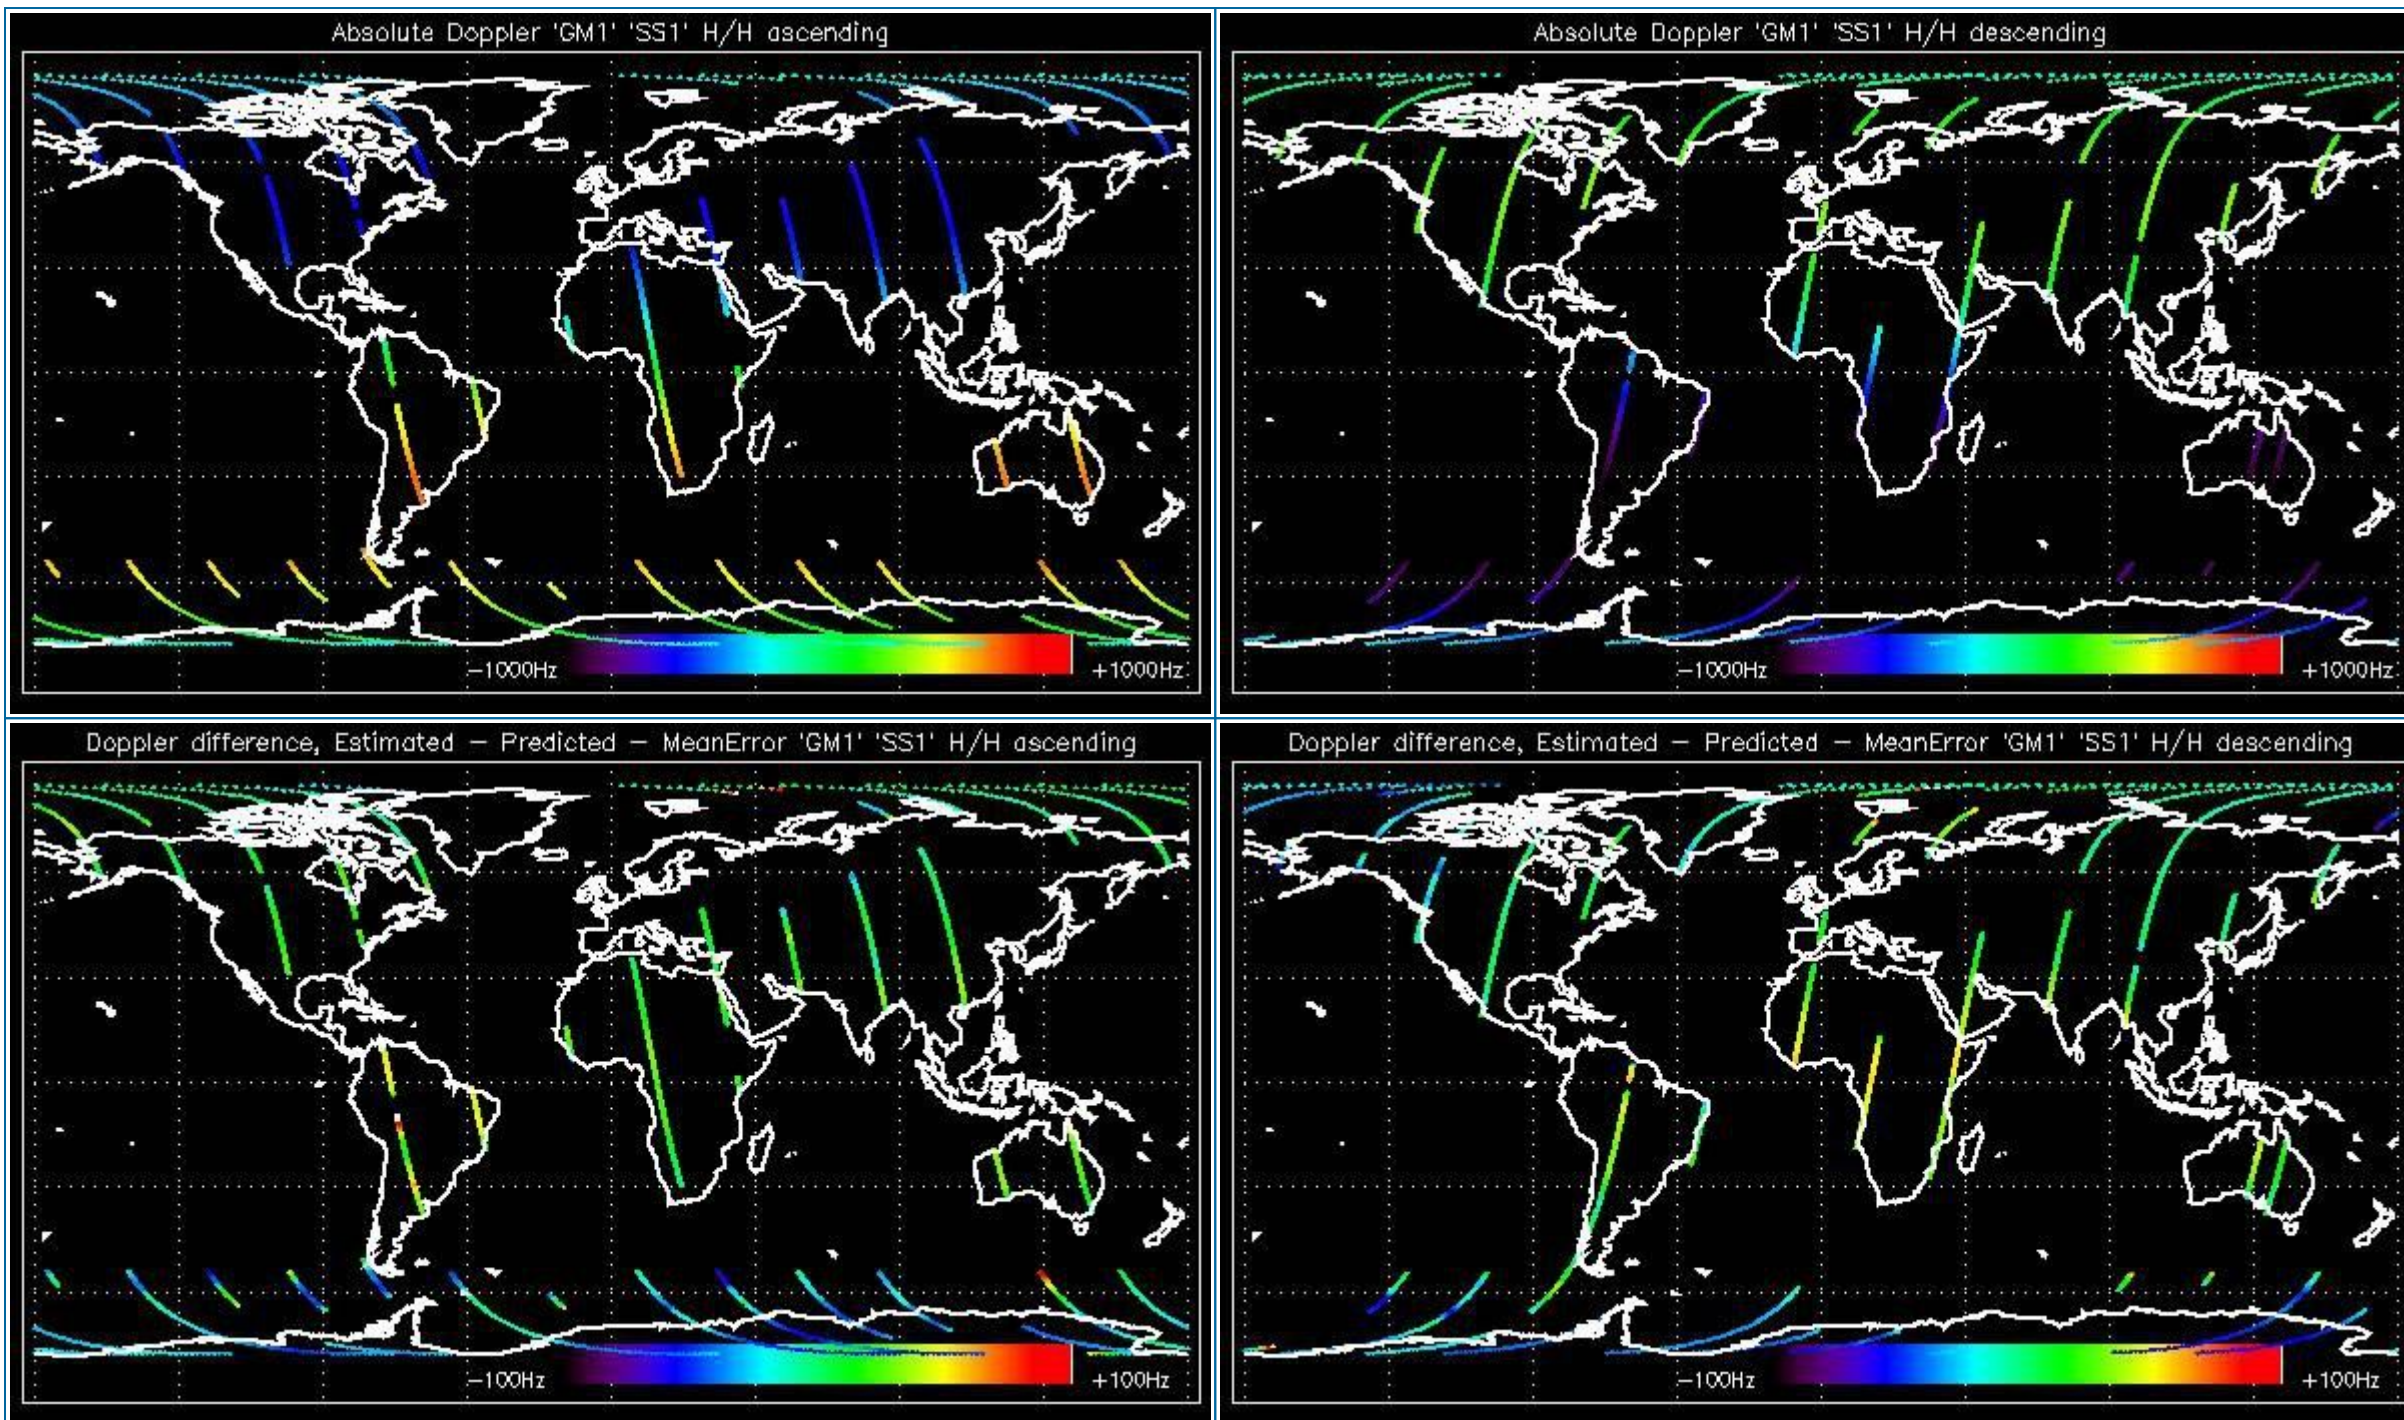 Absolute Doppler 'GM1' 'SS1' H/H ascending
-1000Hz
+1000Hz
Absolute Doppler 'GM1' 'SS1' H/H descending
-1000Hz
+1000Hz
Doppler difference, Estimated - Predicted - MeanError 'GM1' 'SS1' H/H ascending
-100Hz
+100Hz
Doppler difference, Estimated - Predicted - MeanError 'GM1' 'SS1' H/H descending
-100Hz
+100Hz